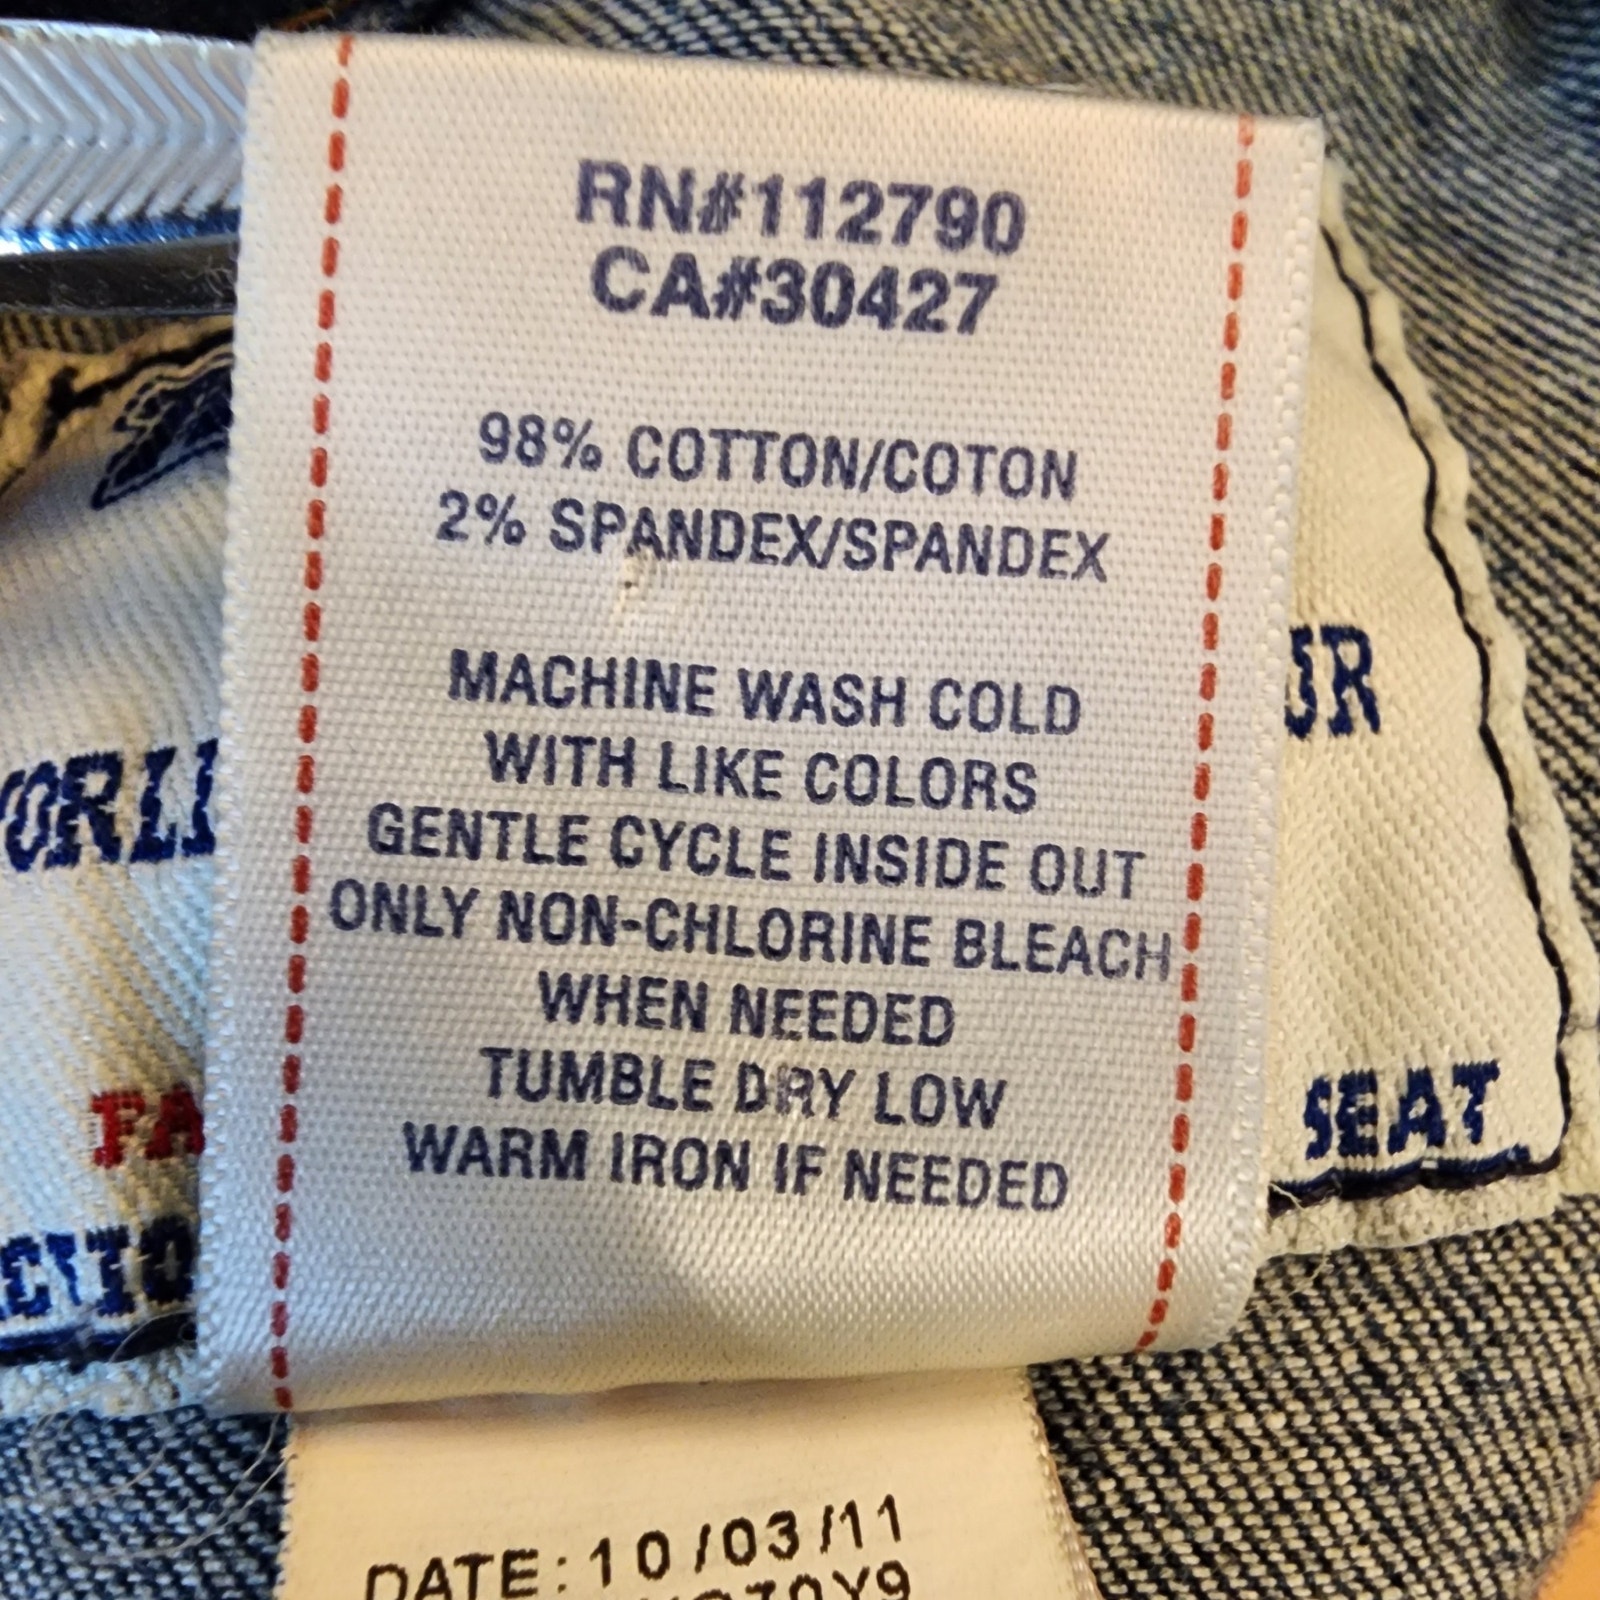 RN#112790
CA#30427
98% COTTON/COTON
2% SPANDEX/SPANDEX
MACHINE WASH COLD
WITH LIKE COLORS
GENTLE CYCLE INSIDE OUT
ONLY NON-CHLORINE BLEACH
WHEN NEEDED
TUMBLE DRY LOW
WARM IRON IF NEEDED
SEAT
DATE: 10/03/11